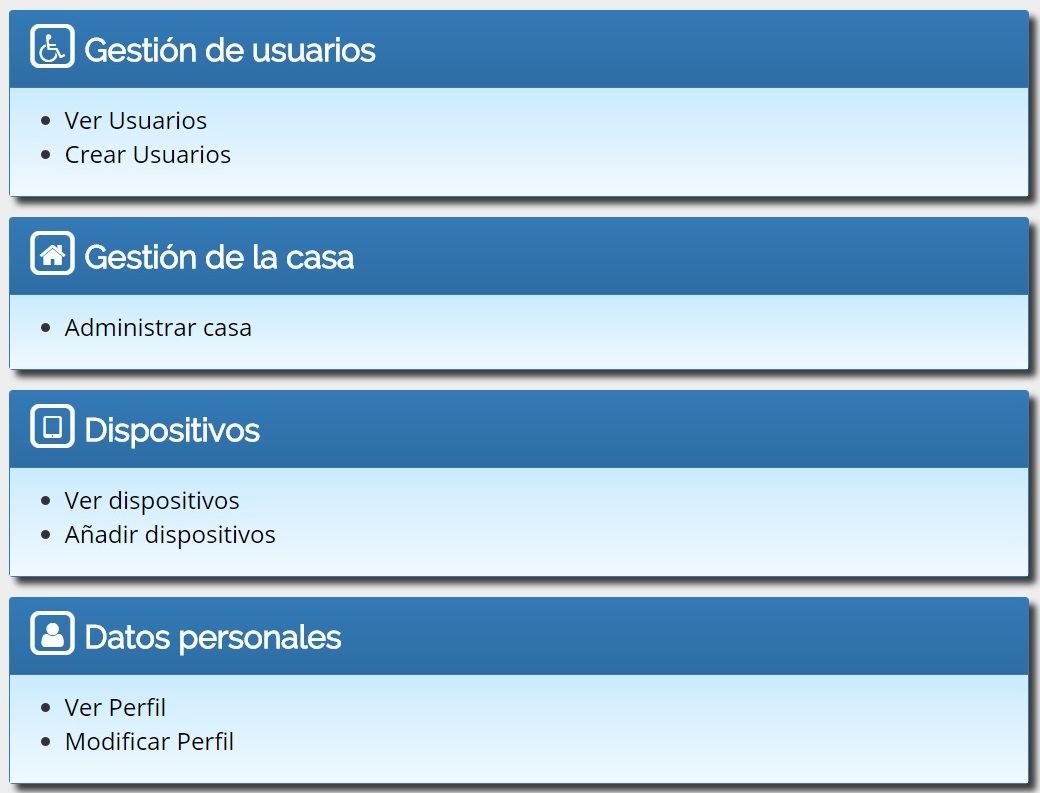 Gestión de usuarios
Ver Usuarios
Crear Usuarios
Gestión de la casa
Administrar casa
Dispositivos
Ver dispositivos
Añadir dispositivos
Datos personales
Ver Perfil
Modificar Perfil